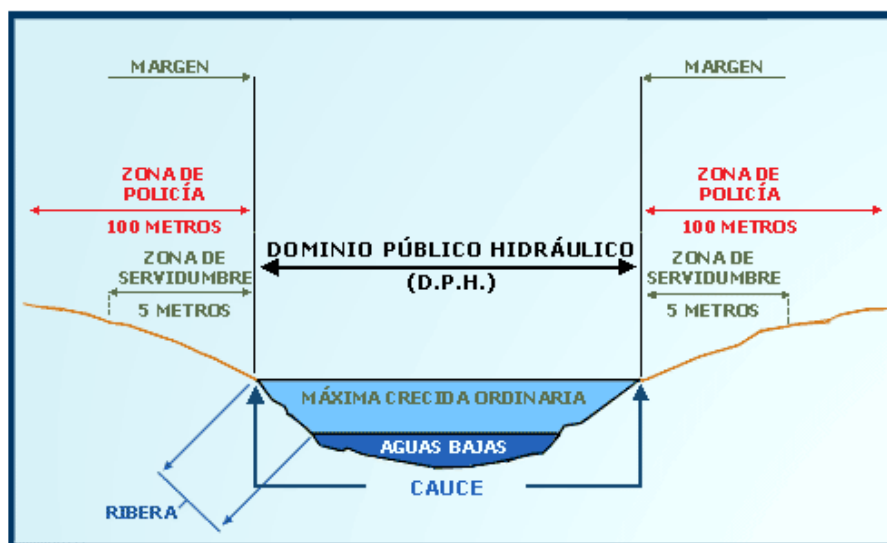 MARGEN
MARGEN
ZONA DE
POLICÍA
100 METROS
ZONA DE
POLICÍA
100 METROS
DOMINIO PÚBLICO HIDRÁULICO
(D.P.H.)
ZONA DE
SERVIDUMBRE
5 METROS
ZONA DE
SERVIDUMBRE
5 METROS
MÁXIMA CRECIDA ORDINARIA
AGUAS BAJAS
CAUCE
RIBERA